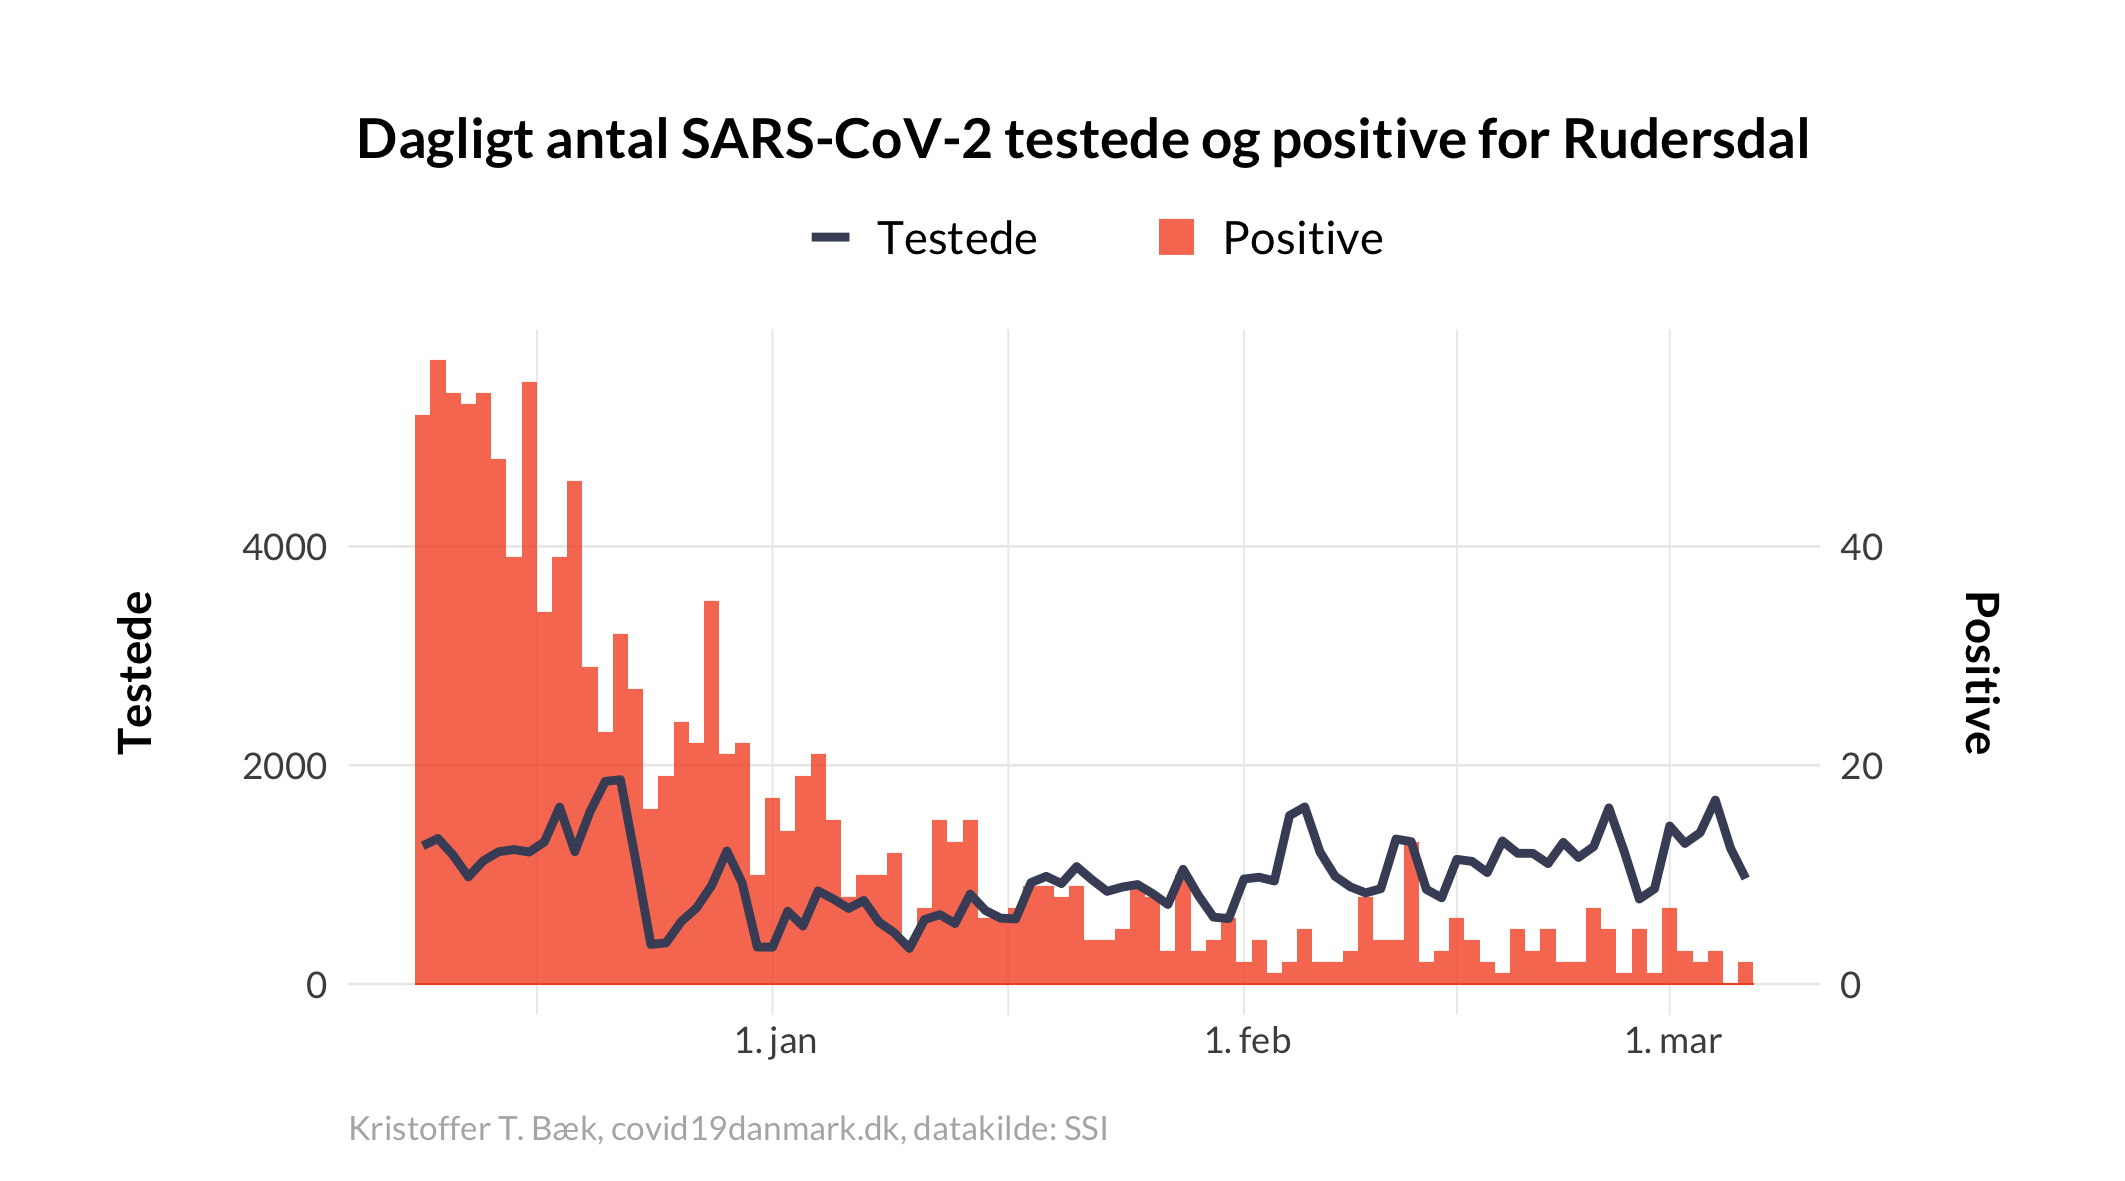 Dagligt antal SARS-CoV-2 testede og positive for Rudersdal
Testede
Positive
4000
2000
0
Testede
40
20
0
Positive
1. jan
1. feb
1. mar
Kristoffer T. Bæk, covid19danmark.dk, datakilde: SSI